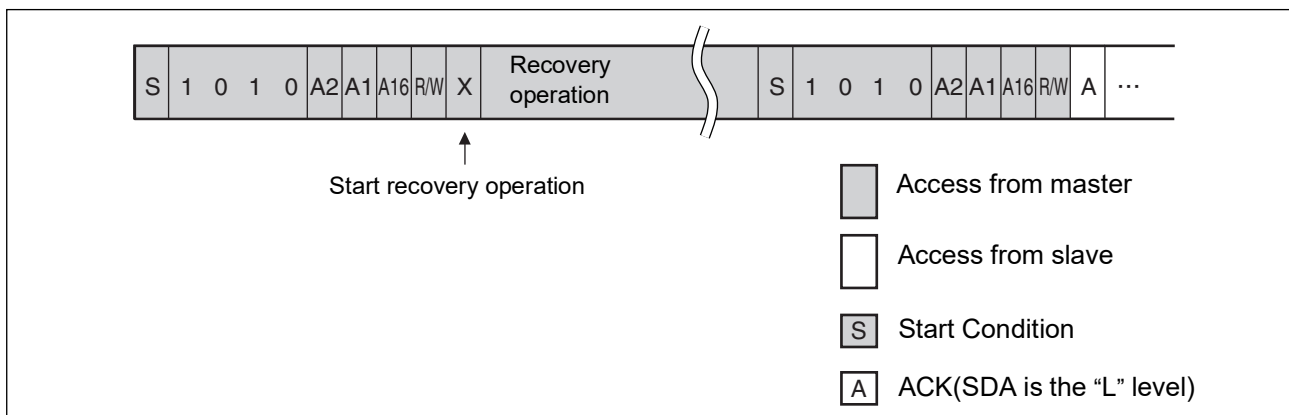 S 1 0 1 0 A2 A1 A16 R/W X Recovery operation S 1 0 1 0 A2 A1 A16 R/W A ...
Start recovery operation
Access from master
Access from slave
S Start Condition
A ACK(SDA is the “L” level)